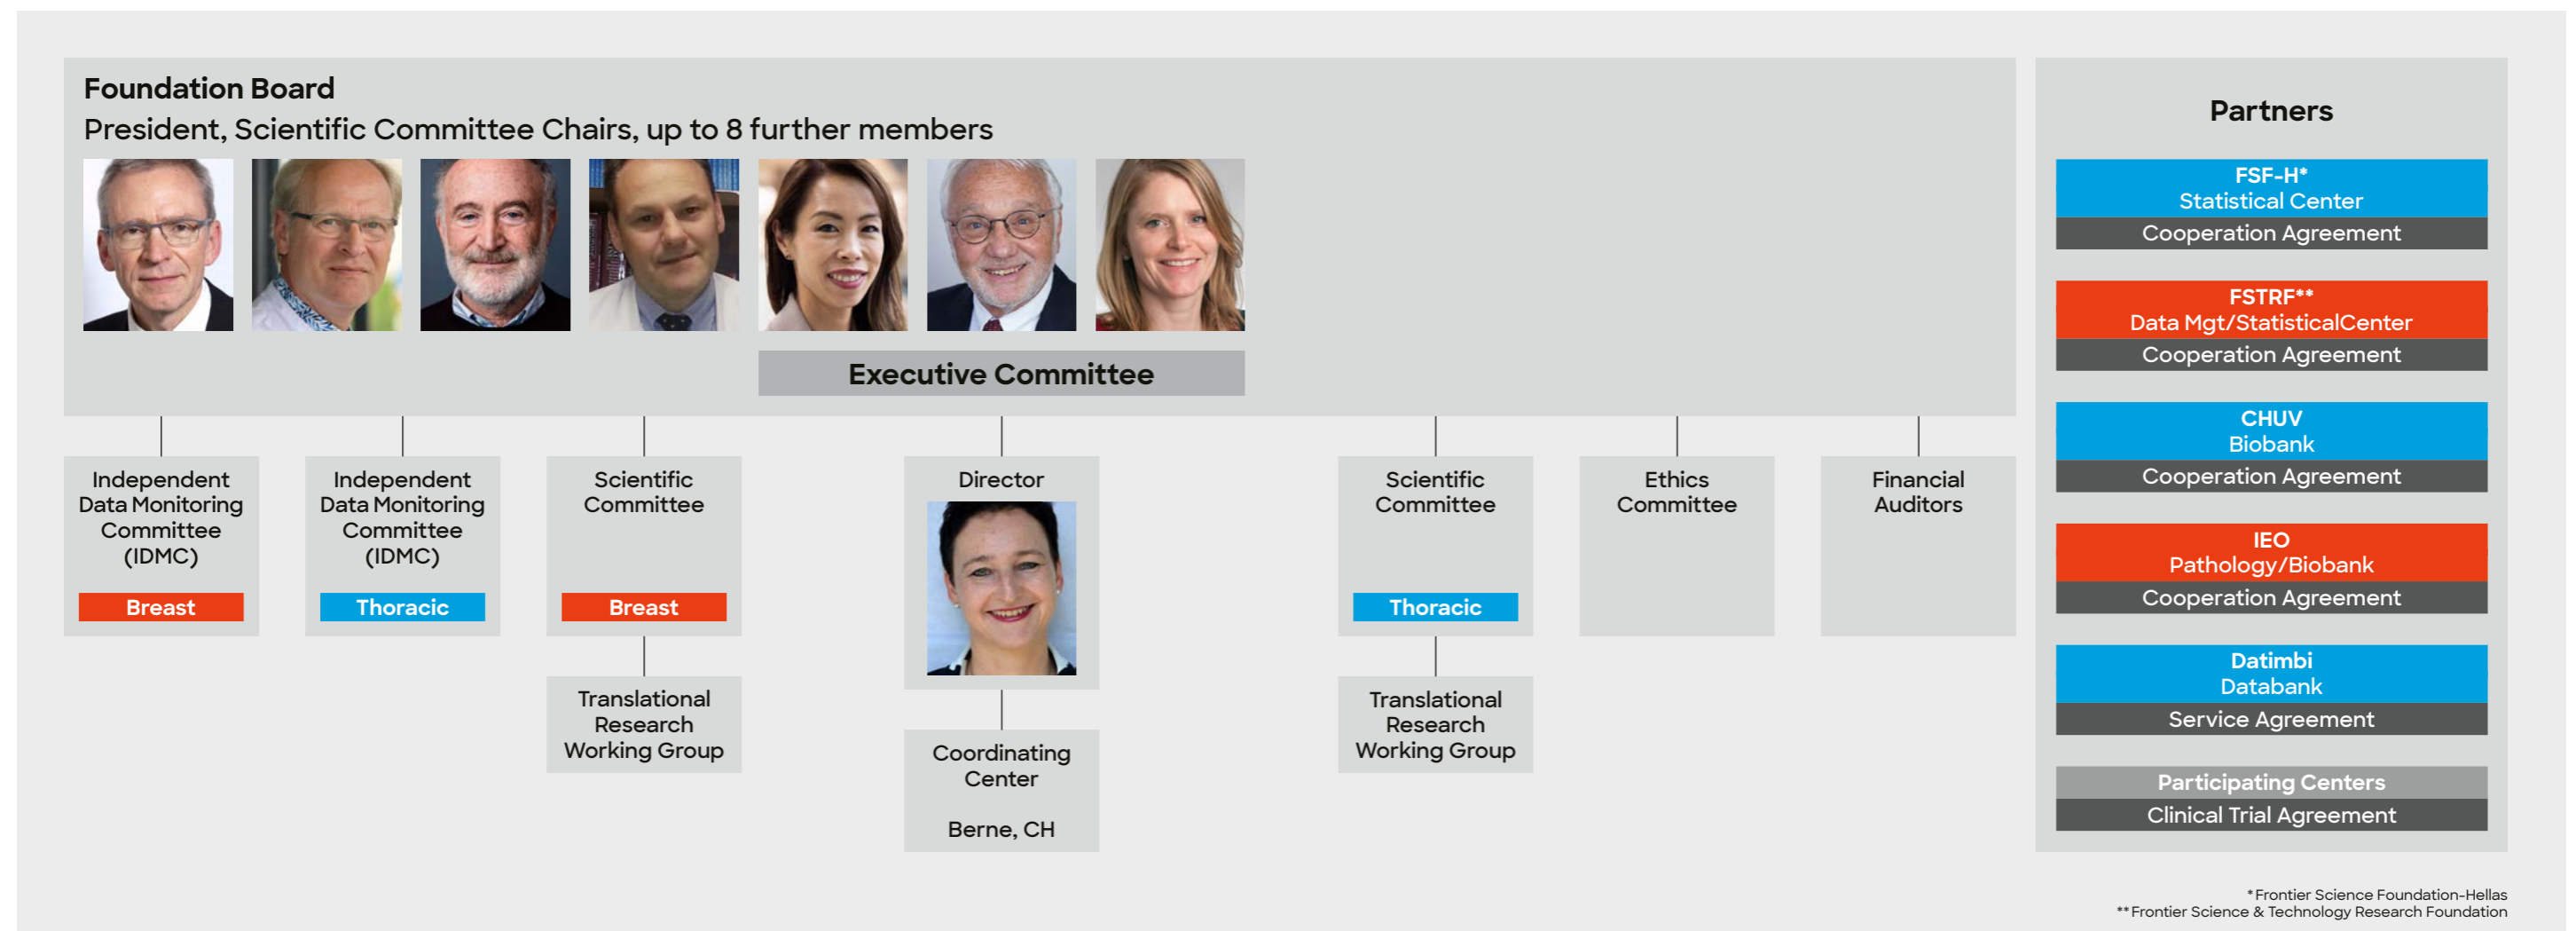 Foundation Board
President, Scientific Committee Chairs, up to 8 further members
Executive Committee
Independent
Data Monitoring
Committee
(IDMC)
Breast
Independent
Data Monitoring
Committee
(IDMC)
Thoracic
Scientific
Committee
Breast
Translational
Research
Working Group
Director
Coordinating
Center
Berne, CH
Scientific
Committee
Thoracic
Translational
Research
Working Group
Ethics
Committee
Financial
Auditors
Partners
FSF-H*
Statistical Center
Cooperation Agreement
FSTRF**
Data Mgt/StatisticalCenter
Cooperation Agreement
CHUV
Biobank
Cooperation Agreement
IEO
Pathology/Biobank
Cooperation Agreement
Datimbi
Databank
Service Agreement
Participating Centers
Clinical Trial Agreement
*Frontier Science Foundation-Hellas
**Frontier Science & Technology Research Foundation